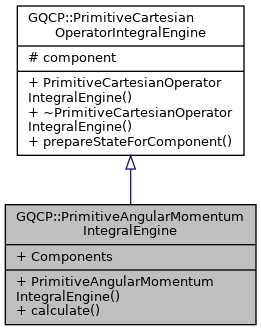 GQCP::PrimitiveCartesian
OperatorIntegralEngine
# component
+ PrimitiveCartesianOperator
IntegralEngine()
+ ~PrimitiveCartesianOperator
IntegralEngine()
+ prepareStateForComponent()
GQCP::PrimitiveAngularMomentum
IntegralEngine
+ Components
+ PrimitiveAngularMomentum
IntegralEngine()
+ calculate()